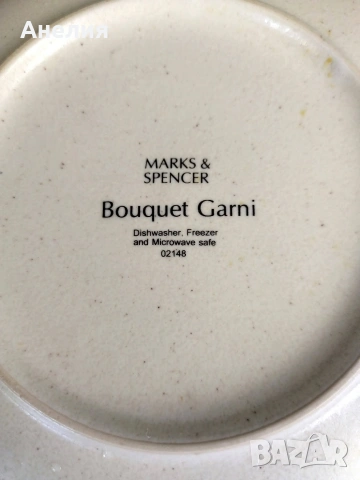 Анелия
MARKS &
SPENCER
Bouquet Garni
Dishwasher, Freezer
and Microwave safe
02148
BAZAR